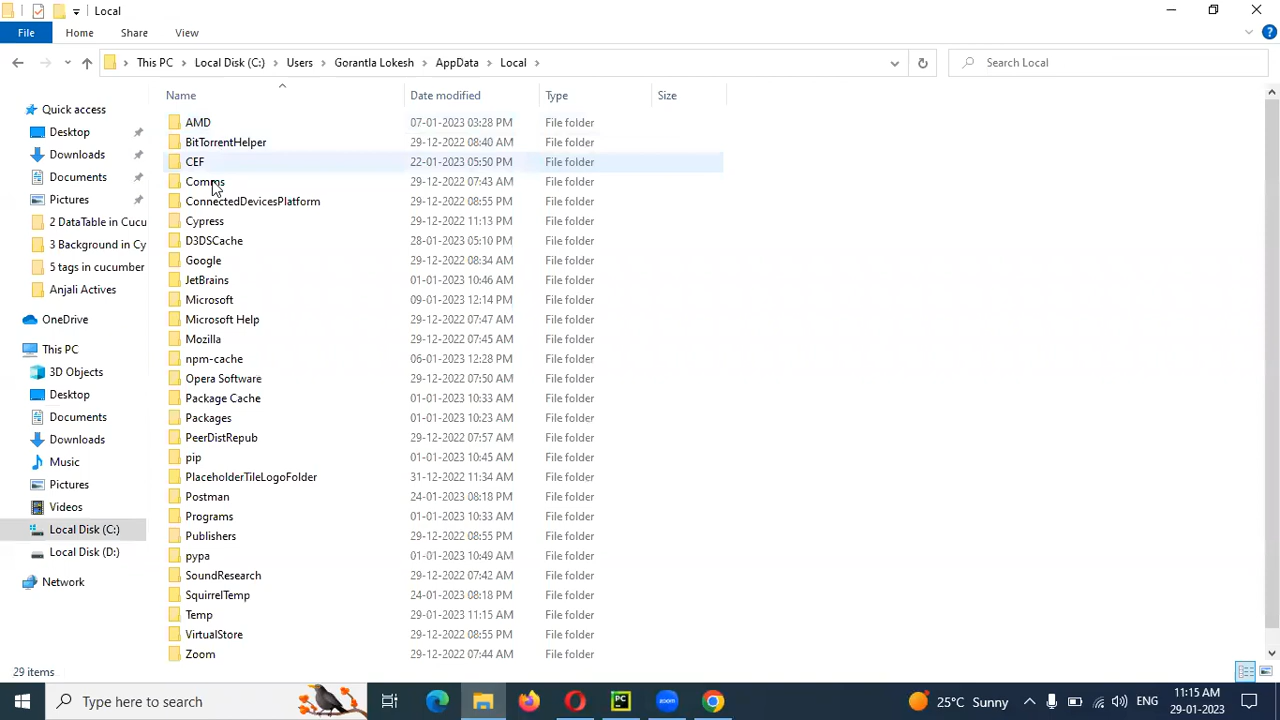 Local
File Home Share View
This PC Local Disk (C:) Users Gorantla Lokesh AppData Local Search Local
Name Date modified Type Size
Quick access
Desktop
Downloads
Documents
Pictures
2 DataTable in Cucu
3 Background in Cy
5 tags in cucumber
Anjali Actives
OneDrive
This PC
3D Objects
Desktop
Documents
Downloads
Music
Pictures
Videos
Local Disk (C:)
Local Disk (D:)
Network
AMD 07-01-2023 03:28 PM File folder
BitTorrentHelper 29-12-2022 08:40 AM File folder
CEF 22-01-2023 05:50 PM File folder
Comms 29-12-2022 07:43 AM File folder
ConnectedDevicesPlatform 29-12-2022 08:55 PM File folder
Cypress 29-12-2022 11:13 PM File folder
D3DSCache 28-01-2023 05:10 PM File folder
Google 29-12-2022 08:34 AM File folder
JetBrains 01-01-2023 10:46 AM File folder
Microsoft 09-01-2023 12:14 PM File folder
Microsoft Help 29-12-2022 07:47 AM File folder
Mozilla 29-12-2022 07:45 AM File folder
npm-cache 06-01-2023 12:28 PM File folder
Opera Software 29-12-2022 07:50 AM File folder
Package Cache 01-01-2023 10:33 AM File folder
Packages 01-01-2023 10:23 AM File folder
PeerDistRepub 29-12-2022 07:57 AM File folder
pip 01-01-2023 10:45 AM File folder
PlaceholderTileLogoFolder 31-12-2022 11:34 AM File folder
Postman 24-01-2023 08:18 PM File folder
Programs 01-01-2023 10:33 AM File folder
Publishers 29-12-2022 08:55 PM File folder
pypa 01-01-2023 10:49 AM File folder
SoundResearch 29-12-2022 07:42 AM File folder
SquirrelTemp 24-01-2023 08:18 PM File folder
Temp 29-01-2023 11:15 AM File folder
VirtualStore 29-12-2022 08:55 PM File folder
Zoom 29-12-2022 07:44 AM File folder
29 items
Type here to search
25°C Sunny
ENG
11:15 AM
29-01-2023